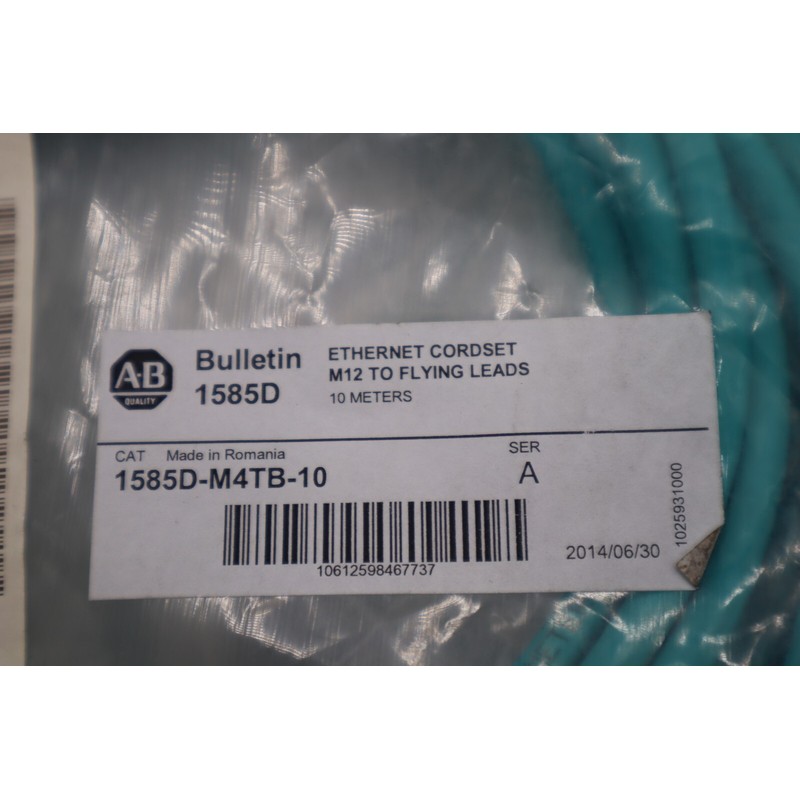 A-B
QUALITY
Bulletin
1585D
ETHERNET CORDSET
M12 TO FLYING LEADS
10 METERS
CAT Made in Romania
1585D-M4TB-10
SER
A
10612598467737
2014/06/30
1025931000